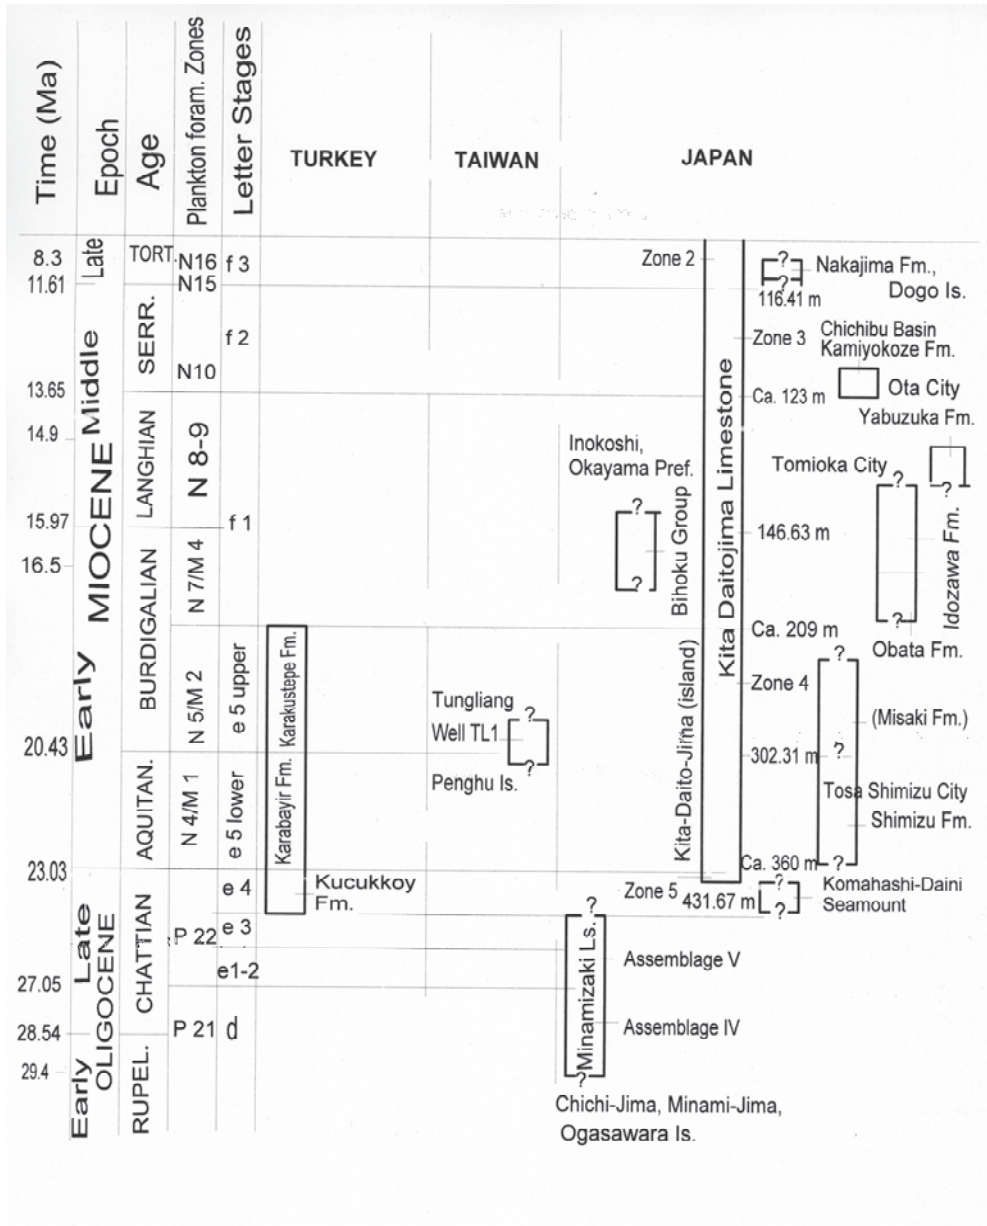 Time (Ma)
Epoch
Age
Plankton foram. Zones
Letter Stages
TURKEY
TAIWAN
JAPAN
8.3
11.61
13.65
14.9
15.97
16.5
20.43
23.03
27.05
28.54
29.4
Late
Middle
Early
MIOCENE
Late
Early
OLIGOCENE
TORT.
SERR.
LANGHIAN
BURDIGALIAN
AQUITAN.
CHATTIAN
RUPEL.
N16
N15
N10
N 8-9
N 7/M 4
N 5/M 2
N 4/M 1
P 22
P 21
f 3
f 2
f 1
e 5 upper
e 5 lower
e 4
e 3
e1-2
d
Karakustepe Fm.
Karabayir Fm.
Kucukkoy
Fm.
Tungliang
?
Well TL1
?
Penghu Is.
Inokoshi,
Okayama Pref.
?
?
Bihoku Group
Kita Daitojima Limestone
Kita-Daito-Jima (island)
Zone 2
Zone 5
?
Minamizaki Ls.
?
Assemblage V
Assemblage IV
Chichi-Jima, Minami-Jima,
Ogasawara Is.
?
?
Nakajima Fm.,
Dogo Is.
116.41 m
Zone 3
Chichibu Basin
Kamiyokoze Fm.
Ca. 123 m
Ota City
Yabuzuka Fm.
Tomioka City
?
?
Idozawa Fm.
146.63 m
?
Obata Fm.
Ca. 209 m
?
Zone 4
(Misaki Fm.)
302.31 m
?
Tosa Shimizu City
Shimizu Fm.
Ca. 360 m
?
431.67 m
?
?
Komahashi-Daini
Seamount